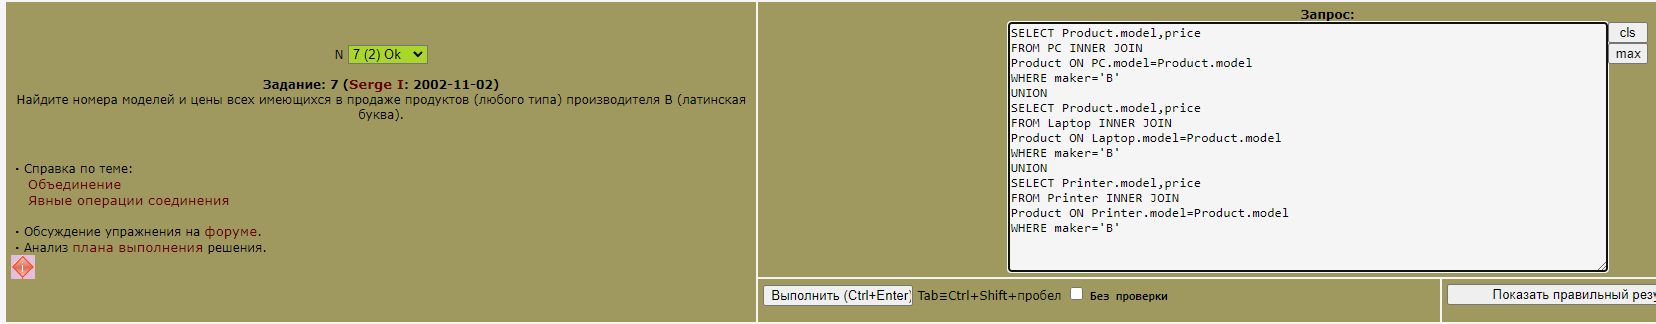 N 7 (2) Ok
Задание: 7 (Serge I: 2002-11-02)
Найдите номера моделей и цены всех имеющихся в продаже продуктов (любого типа) производителя B (латинская
буква).
· Справка по теме:
Объединение
Явные операции соединения
· Обсуждение упражнения на форуме.
· Анализ плана выполнения решения.
Запрос:
SELECT Product.model,price
FROM PC INNER JOIN
Product ON PC.model=Product.model
WHERE maker='B'
UNION
SELECT Product.model,price
FROM Laptop INNER JOIN
Product ON Laptop.model=Product.model
WHERE maker='B'
UNION
SELECT Printer.model,price
FROM Printer INNER JOIN
Product ON Printer.model=Product.model
WHERE maker='B'
cls
max
Выполнить (Ctrl+Enter) Tab≡Ctrl+Shift+пробел Без проверки
Показать правильный резу